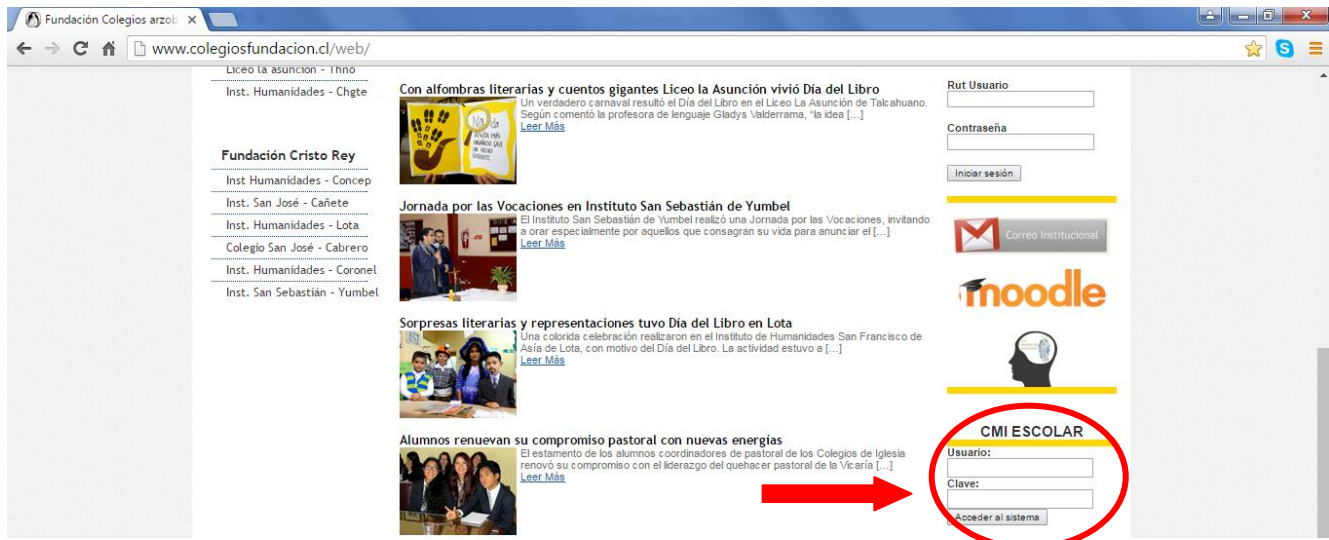 Fundación Colegios arzob
www.colegiosfundacion.cl/web/
Liceo la asunción - Thno
Inst. Humanidades - Chgte
Fundación Cristo Rey
Inst Humanidades - Concep
Inst. San José - Cañete
Inst. Humanidades - Lota
Colegio San José - Cabrero
Inst. Humanidades - Coronel
Inst. San Sebastián - Yumbel
Con alfombras literarias y cuentos gigantes Liceo la Asunción vivió Día del Libro
Un verdadero carnaval resultó el Día del Libro en el Liceo La Asunción de Talcahuano.
Según comentó la profesora de lenguaje Gladys Valderrama, "la idea […]
Leer Más
Jornada por las Vocaciones en Instituto San Sebastián de Yumbel
El Instituto San Sebastián de Yumbel realizó una Jornada por las Vocaciones, invitando
a orar especialmente por aquellos que consagran su vida para anunciar el […]
Leer Más
Sorpresas literarias y representaciones tuvo Día del Libro en Lota
Una colorida celebración realizaron en el Instituto de Humanidades San Francisco de
Asía de Lota, con motivo del Día del Libro. La actividad estuvo a […]
Leer Más
Alumnos renuevan su compromiso pastoral con nuevas energías
El estamento de los alumnos coordinadores de pastoral de los Colegios de Iglesia
renovó su compromiso con el liderazgo del quehacer pastoral de la Vicaría […]
Leer Más
Rut Usuario
Contraseña
Iniciar sesión
Correo Institucional
moodle
CMI ESCOLAR
Usuario:
Clave:
Acceder al sistema